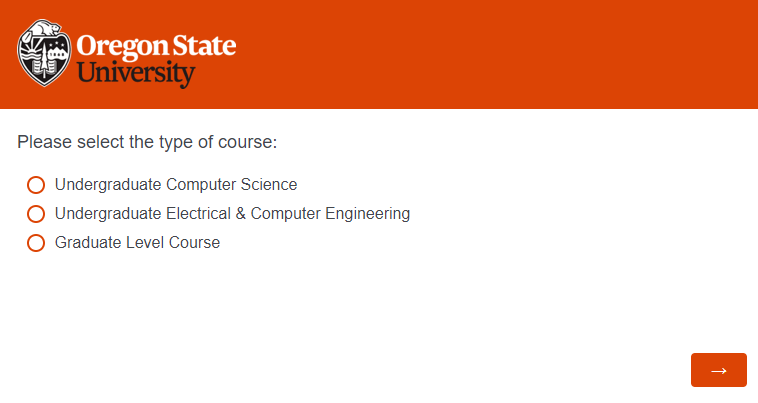 Oregon State
University
Please select the type of course:
Undergraduate Computer Science
Undergraduate Electrical & Computer Engineering
Graduate Level Course
→